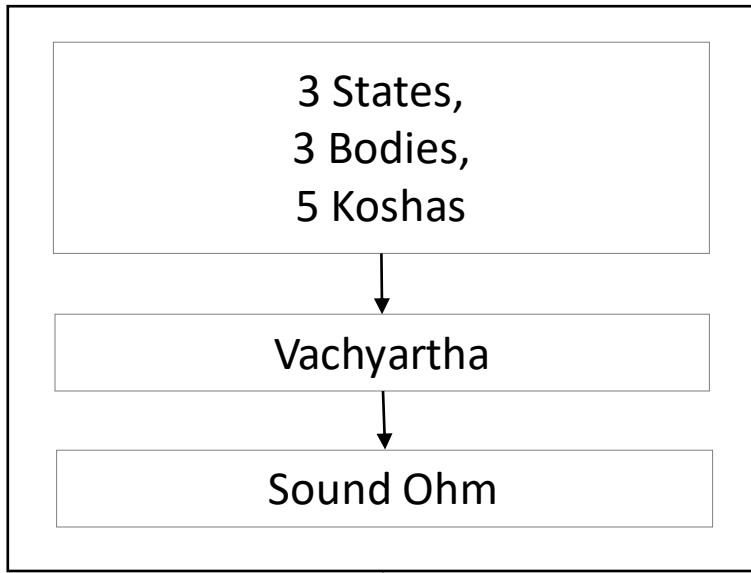 3 States,
3 Bodies,
5 Koshas
Vachyartha
Sound Ohm